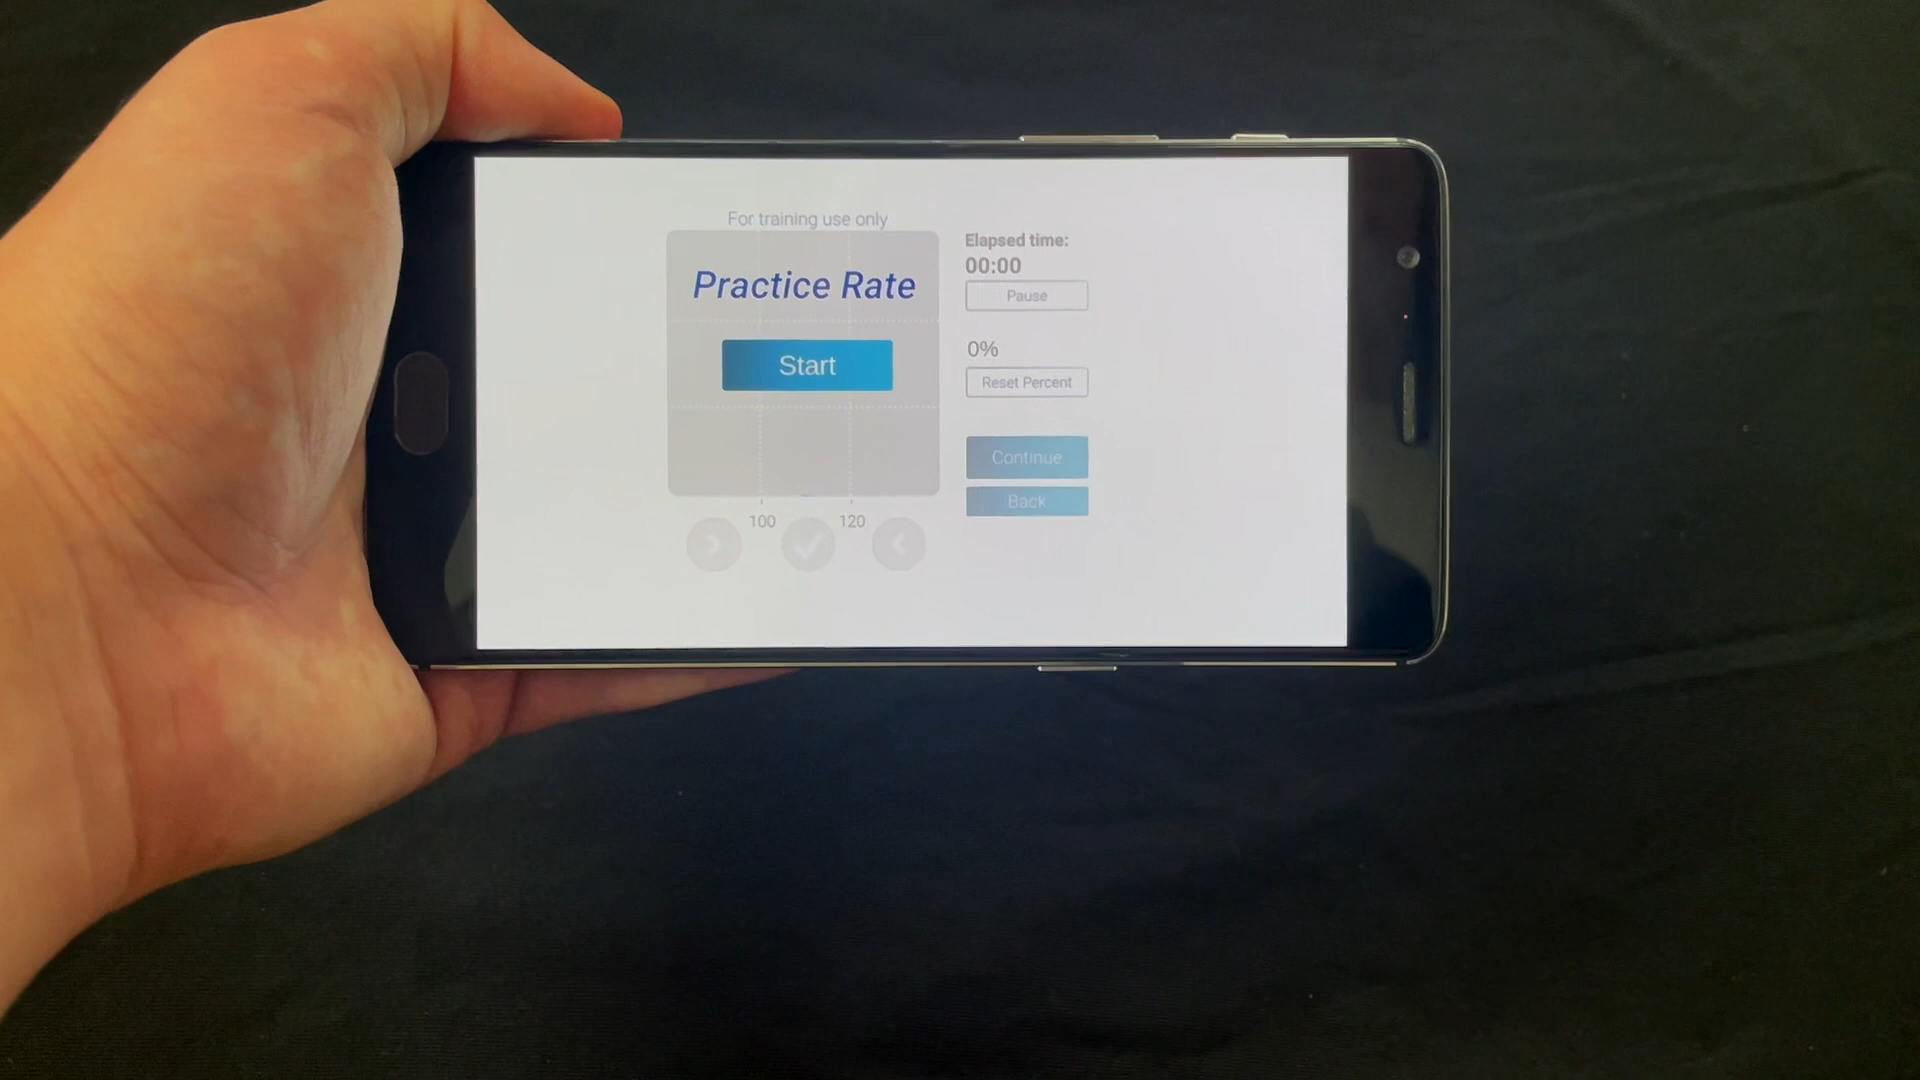 For training use only
Practice Rate
Start
100 120
Elapsed time:
00:00
Pause
0%
Reset Percent
Continue
Back